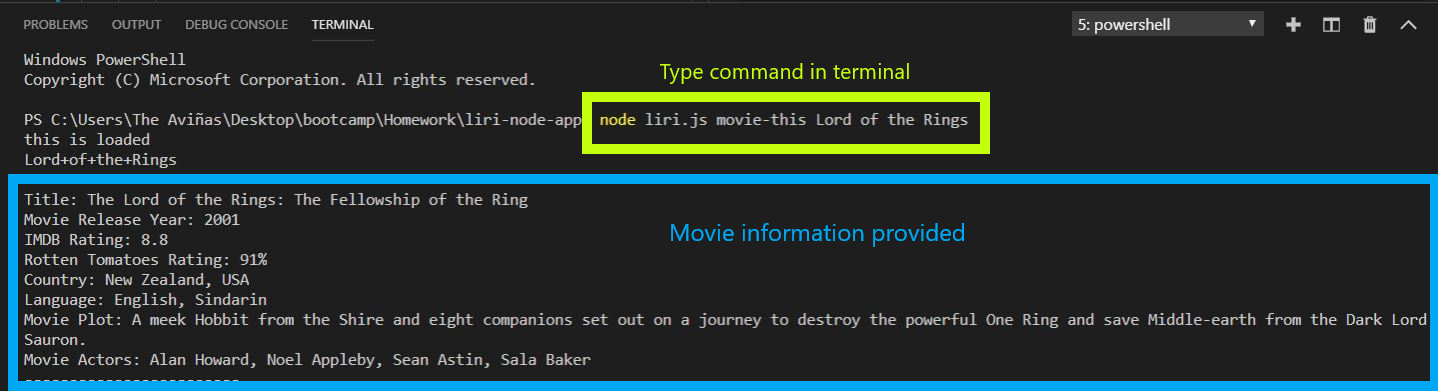 PROBLEMS OUTPUT DEBUG CONSOLE TERMINAL 5: powershell
Windows PowerShell
Copyright (C) Microsoft Corporation. All rights reserved.
Type command in terminal
PS C:\Users\The Aviñas\Desktop\bootcamp\Homework\liri-node-app node liri.js movie-this Lord of the Rings
this is loaded
Lord+of+the+Rings
Title: The Lord of the Rings: The Fellowship of the Ring
Movie Release Year: 2001
Movie information provided
IMDB Rating: 8.8
Rotten Tomatoes Rating: 91%
Country: New Zealand, USA
Language: English, Sindarin
Movie Plot: A meek Hobbit from the Shire and eight companions set out on a journey to destroy the powerful One Ring and save Middle-earth from the Dark Lord
Sauron.
Movie Actors: Alan Howard, Noel Appleby, Sean Astin, Sala Baker
------------------------